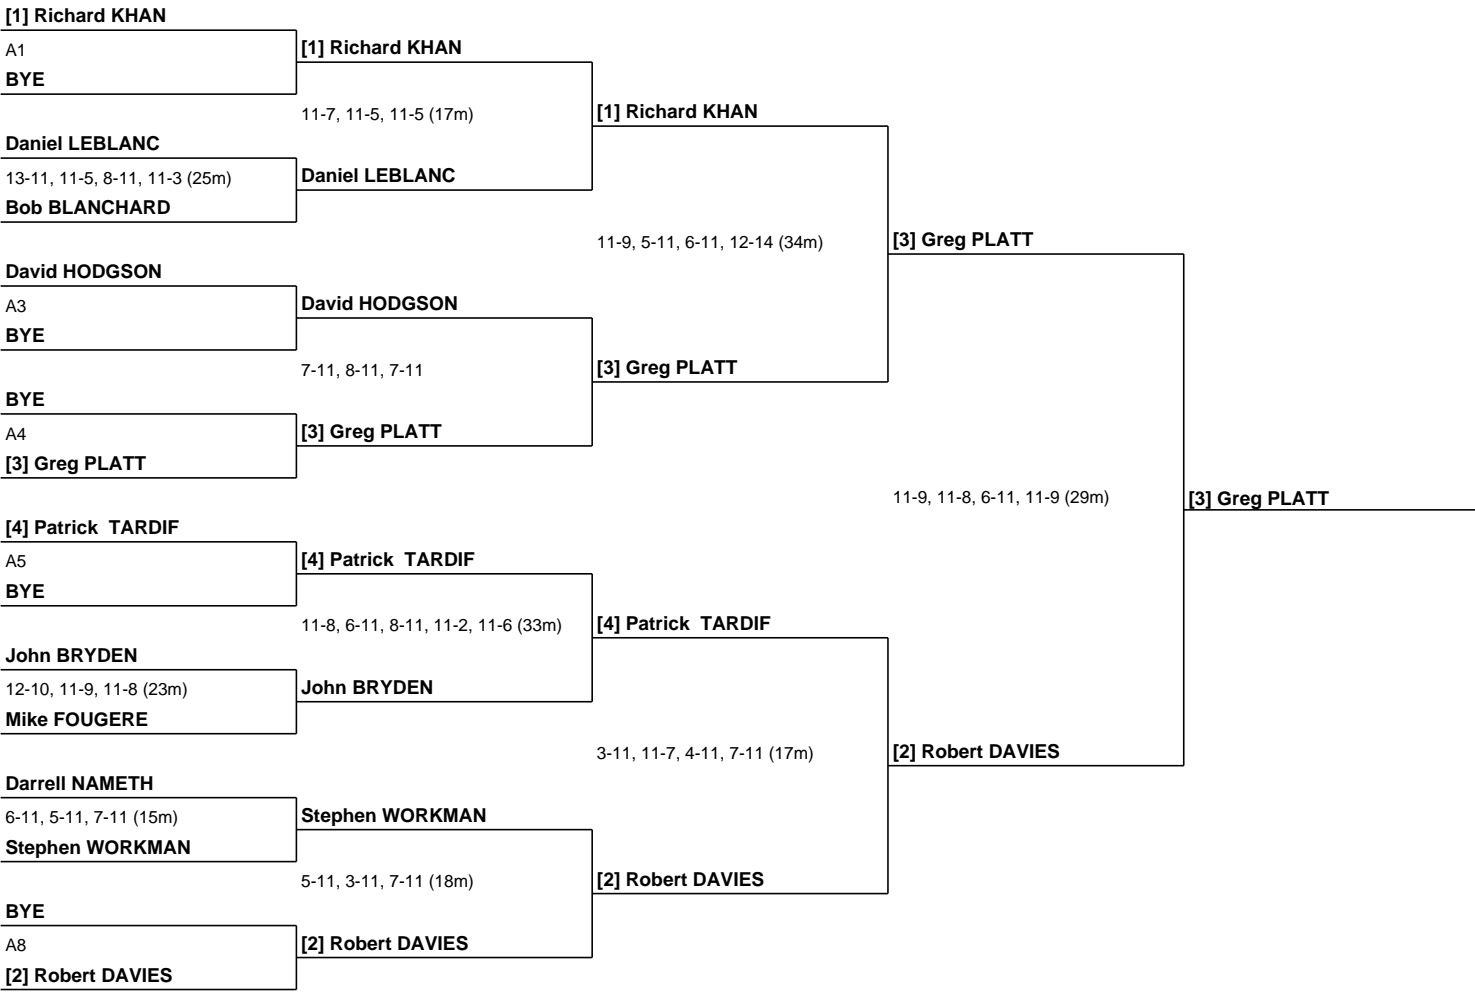 [1] Richard KHAN
A1
BYE
Daniel LEBLANC
13-11, 11-5, 8-11, 11-3 (25m)
Bob BLANCHARD
David HODGSON
A3
BYE
BYE
A4
[3] Greg PLATT
[4] Patrick  TARDIF
A5
BYE
John BRYDEN
12-10, 11-9, 11-8 (23m)
Mike FOUGERE
Darrell NAMETH
6-11, 5-11, 7-11 (15m)
Stephen WORKMAN
BYE
A8
[2] Robert DAVIES
[1] Richard KHAN
11-7, 11-5, 11-5 (17m)
Daniel LEBLANC
David HODGSON
7-11, 8-11, 7-11
[3] Greg PLATT
[4] Patrick  TARDIF
11-8, 6-11, 8-11, 11-2, 11-6 (33m)
John BRYDEN
Stephen WORKMAN
5-11, 3-11, 7-11 (18m)
[2] Robert DAVIES
[1] Richard KHAN
11-9, 5-11, 6-11, 12-14 (34m)
[3] Greg PLATT
[4] Patrick  TARDIF
3-11, 11-7, 4-11, 7-11 (17m)
[2] Robert DAVIES
[3] Greg PLATT
11-9, 11-8, 6-11, 11-9 (29m)
[2] Robert DAVIES
[3] Greg PLATT